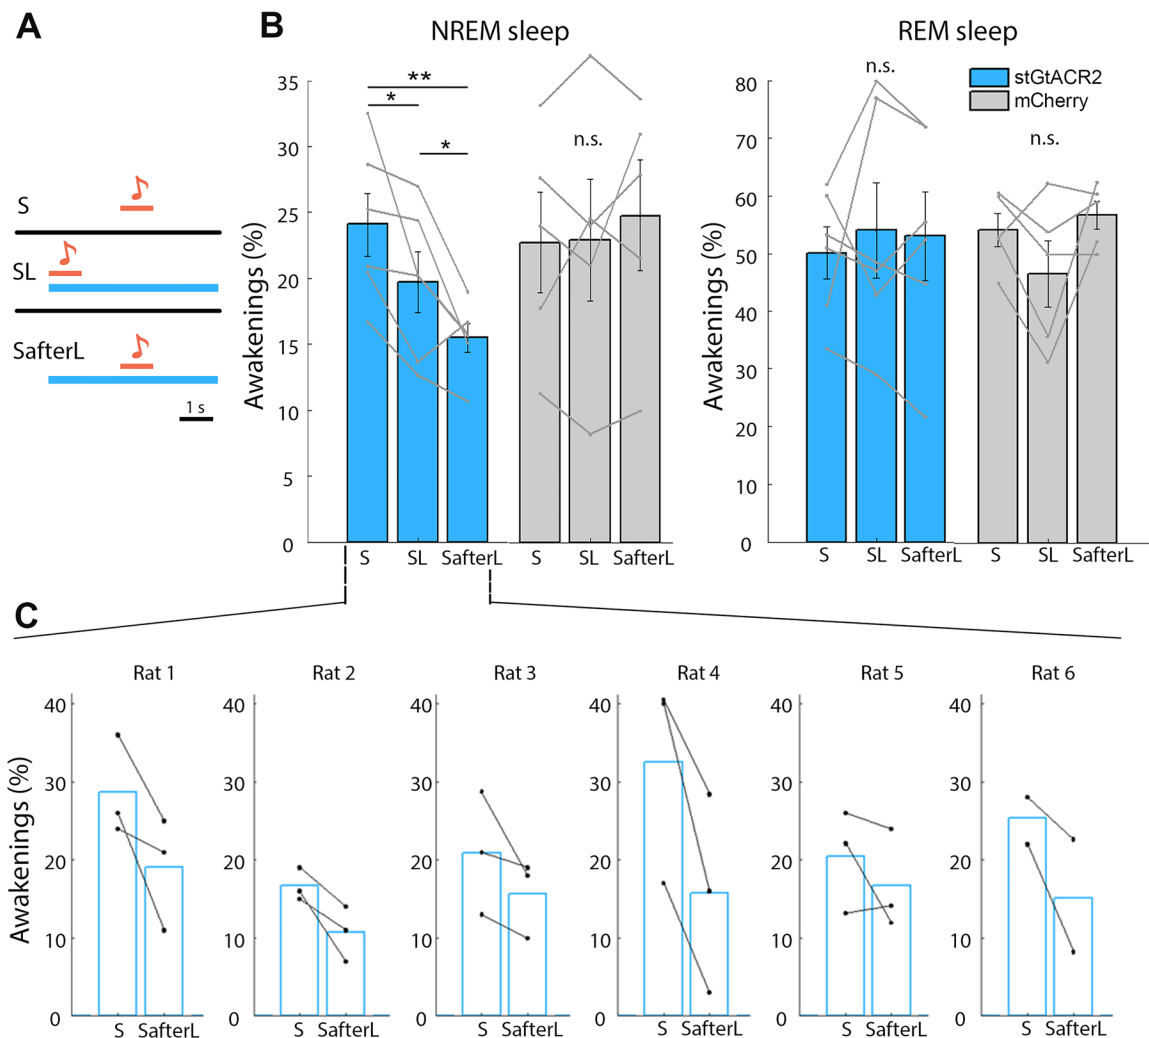 A
B
NREM sleep
REM sleep
S
SL
SafterL
1 s
Awakenings (%)
35
30
25
20
15
10
5
0
**
*
*
n.s.
S
SL
SafterL
S
SL
SafterL
Awakenings (%)
80
70
60
50
40
30
20
10
0
n.s.
n.s.
stGtACR2
mCherry
S
SL
SafterL
S
SL
SafterL
C
Awakenings (%)
Rat 1
40
30
20
10
0
S
SafterL
Rat 2
40
30
20
10
0
S
SafterL
Rat 3
40
30
20
10
0
S
SafterL
Rat 4
40
30
20
10
0
S
SafterL
Rat 5
40
30
20
10
0
S
SafterL
Rat 6
40
30
20
10
0
S
SafterL